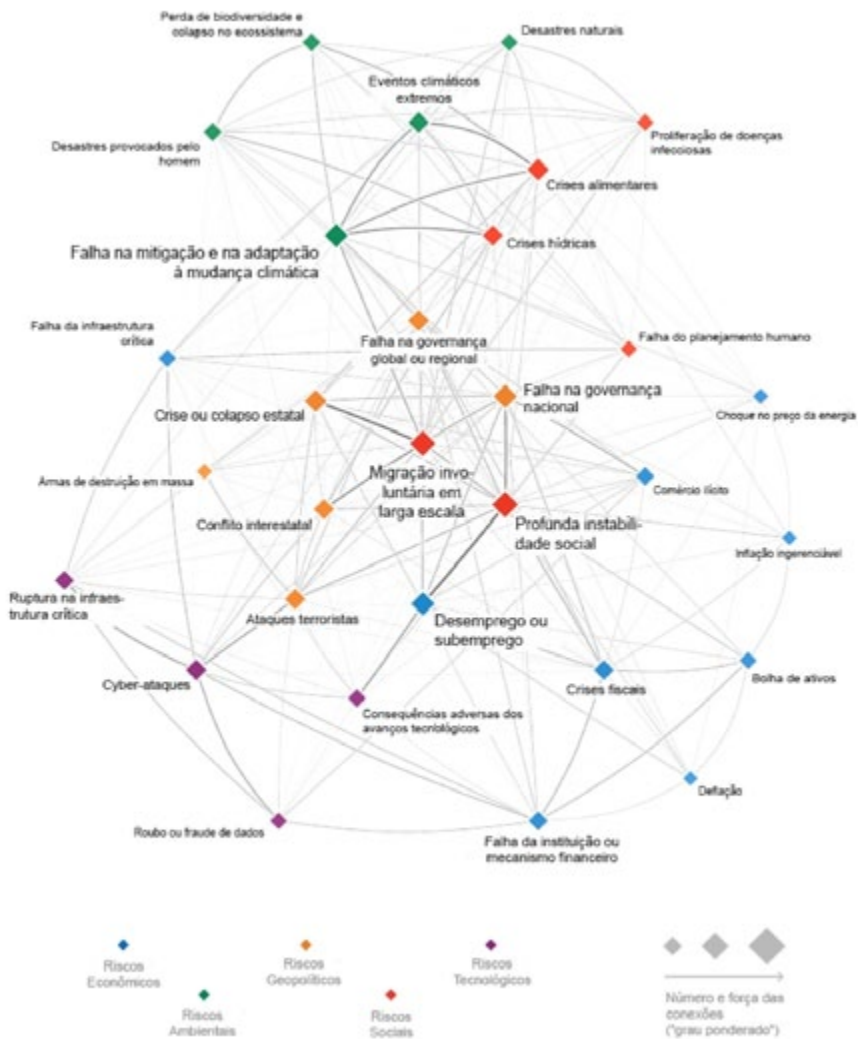 Perda de biodiversidade e
colapso no ecossistema
Desastres naturais
Eventos climáticos
extremos
Desastres provocados pelo
homem
Proliferação de doenças
infecciosas
Crises alimentares
Falha na mitigação e na adaptação
à mudança climática
Crises hídricas
Falha da infraestrutura
crítica
Falha na governança
global ou regional
Falha do planejamento humano
Crise ou colapso estatal
Falha na governança
nacional
Choque no preço da energia
Armas de destruição em massa
Migração invo-
luntária em
larga escala
Comércio ilícito
Conflito interestatal
Profunda instabili-
dade social
Inflação ingerenciável
Ruptura na infraes-
trutura crítica
Ataques terroristas
Desemprego ou
subemprego
Cyber-ataques
Crises fiscais
Bolha de ativos
Consequências adversas dos
avanços tecnológicos
Deflação
Roubo ou fraude de dados
Falha da instituição ou
mecanismo financeiro
Riscos
Econômicos
Riscos
Ambientais
Riscos
Geopolíticos
Riscos
Sociais
Riscos
Tecnológicos
Número e força das
conexões
("grau ponderado")